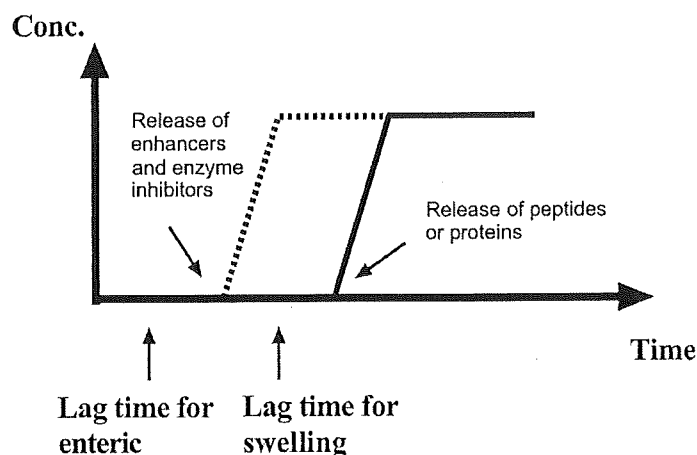 Conc.
Release of
enhancers
and enzyme
inhibitors
Release of peptides
or proteins
Time
Lag time for
enteric
Lag time for
swelling